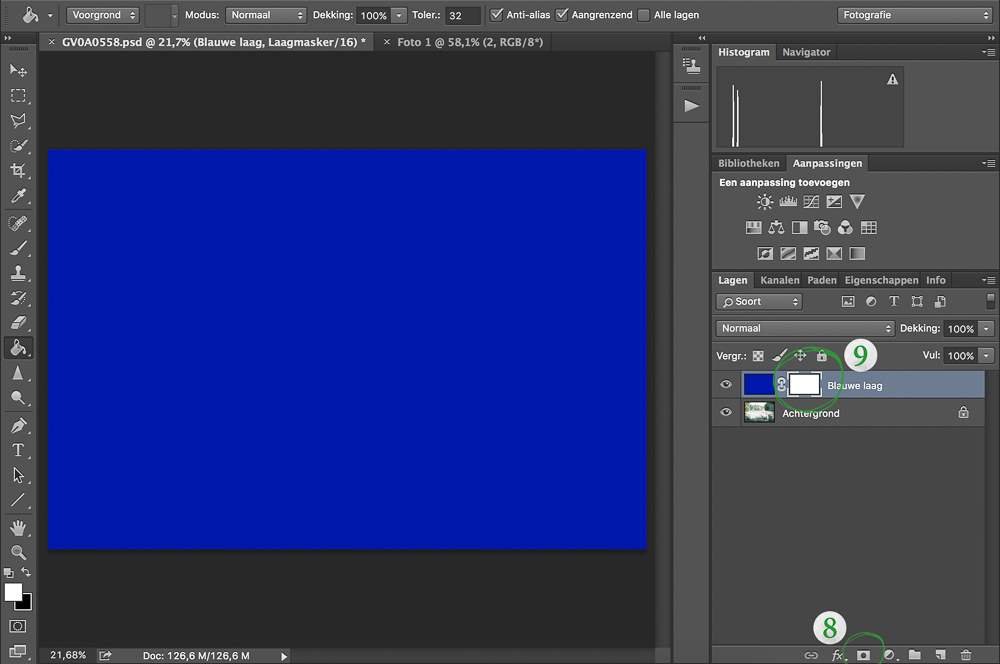 Voorgrond Modus: Normaal Dekking: 100% Toler.: 32 Anti-alias Aangrenzend Alle lagen Fotografie
× GV0A0558.psd @ 21,7% (Blauwe laag, Laagmasker/16) * × Foto 1 @ 58,1% (2, RGB/8*)
Histogram Navigator
Bibliotheken Aanpassingen
Een aanpassing toevoegen
Lagen Kanalen Paden Eigenschappen Info
Soort
Normaal Dekking: 100%
Vergr.: 9 Vul: 100%
Blauwe laag
Achtergrond
8
21,68% Doc: 126,6 M/126,6 M fx